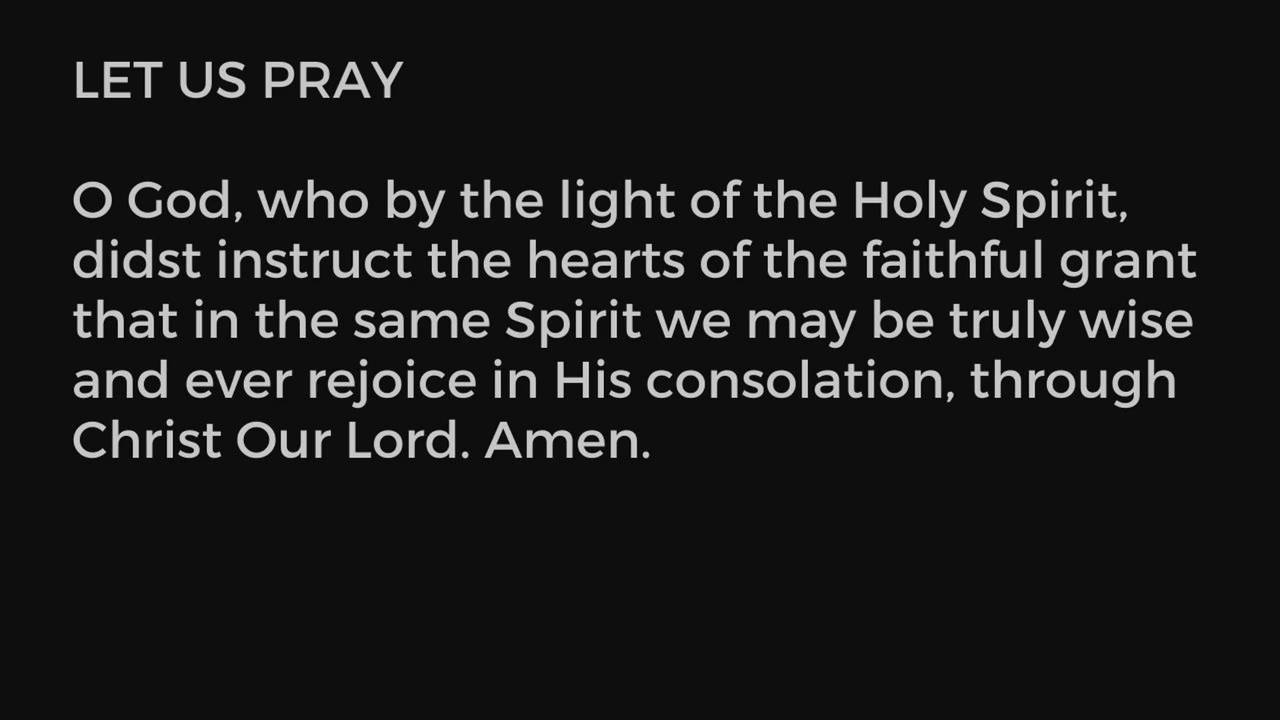 LET US PRAY
O God, who by the light of the Holy Spirit,
didst instruct the hearts of the faithful grant
that in the same Spirit we may be truly wise
and ever rejoice in His consolation, through
Christ Our Lord. Amen.